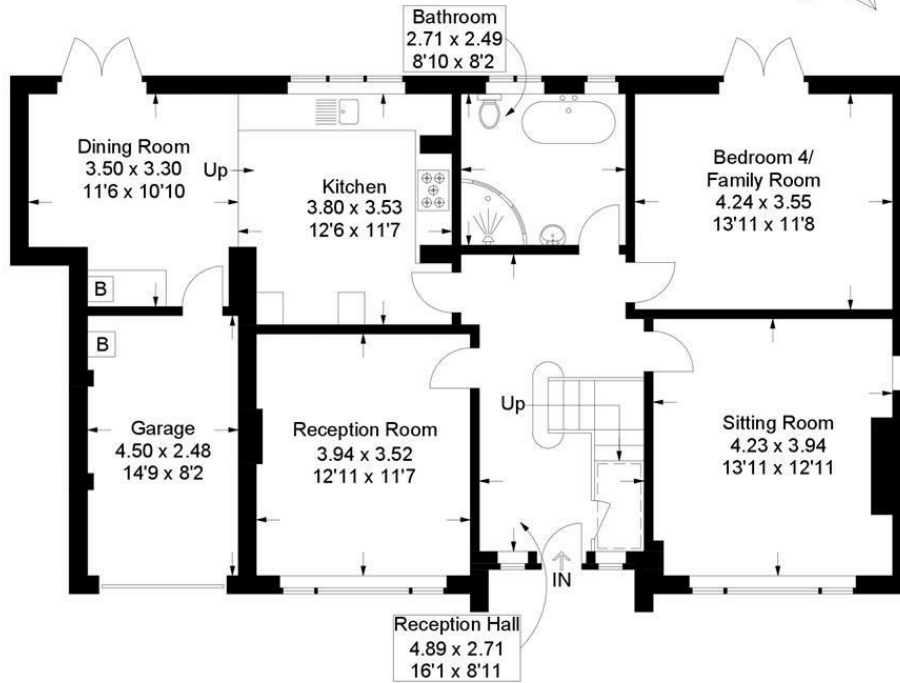 Bathroom
2.71 x 2.49
8'10 x 8'2
Dining Room
3.50 x 3.30
11'6 x 10'10
Up
Kitchen
3.80 x 3.53
12'6 x 11'7
Bedroom 4/
Family Room
4.24 x 3.55
13'11 x 11'8
B
B
Garage
4.50 x 2.48
14'9 x 8'2
Reception Room
3.94 x 3.52
12'11 x 11'7
Up
Sitting Room
4.23 x 3.94
13'11 x 12'11
IN
Reception Hall
4.89 x 2.71
16'1 x 8'11